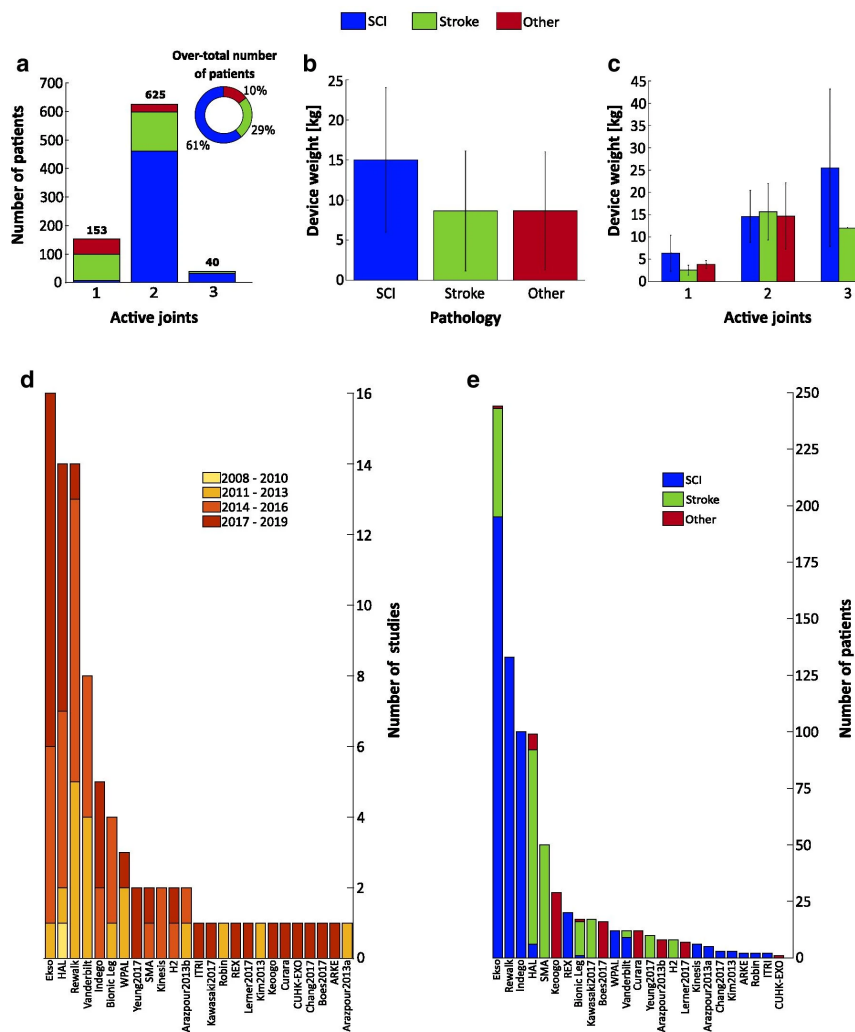 SCI Stroke Other
a
Over-total number
of patients
10%
29%
61%
Number of patients
700
600
500
400
300
200
100
0
153
625
40
1 2 3
Active joints
b
Device weight [kg]
25
20
15
10
5
0
SCI Stroke Other
Pathology
c
Device weight [kg]
45
40
35
30
25
20
15
10
5
0
1 2 3
Active joints
d
2008 - 2010
2011 - 2013
2014 - 2016
2017 - 2019
16
14
12
10
8
6
4
2
0
Number of studies
Ekso
HAL
Rewalk
Vanderbilt
Indego
Bionic Leg
WPAL
Yeung2017
SMA
Kinesis
H2
Arazpour2013b
ITRI
Kawasaki2017
Robin
REX
Lerner2017
Kim2013
Keoogo
Curara
CUHK-EXO
Chang2017
Boes2017
ARKE
Arazpour2013a
e
SCI
Stroke
Other
250
225
200
175
150
125
100
75
50
25
0
Number of patients
Ekso
Rewalk
Indego
HAL
SMA
Keoogo
REX
Bionic Leg
Kawasaki2017
Boes2017
WPAL
Vanderbilt
Curara
Yeung2017
Arazpour2013b
H2
Lerner2017
Kinesis
Arazpour2013a
Chang2017
Kim2013
ARKE
Robin
ITRI
CUHK-EXO